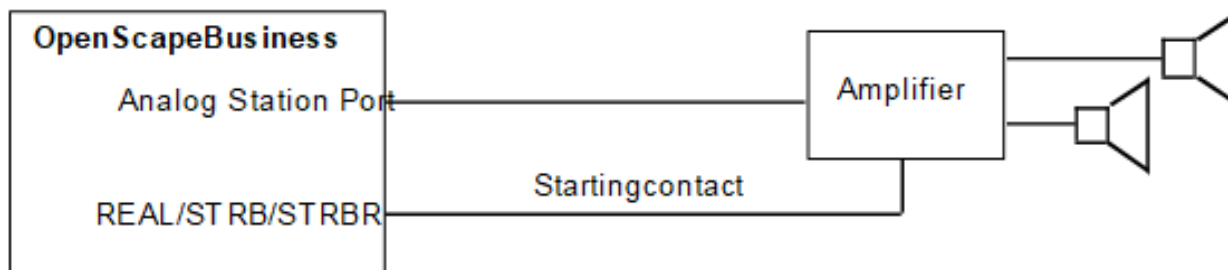 OpenScapeBusiness
Analog Station Port
Amplifier
Startingcontact
REAL/STRB/STRBR